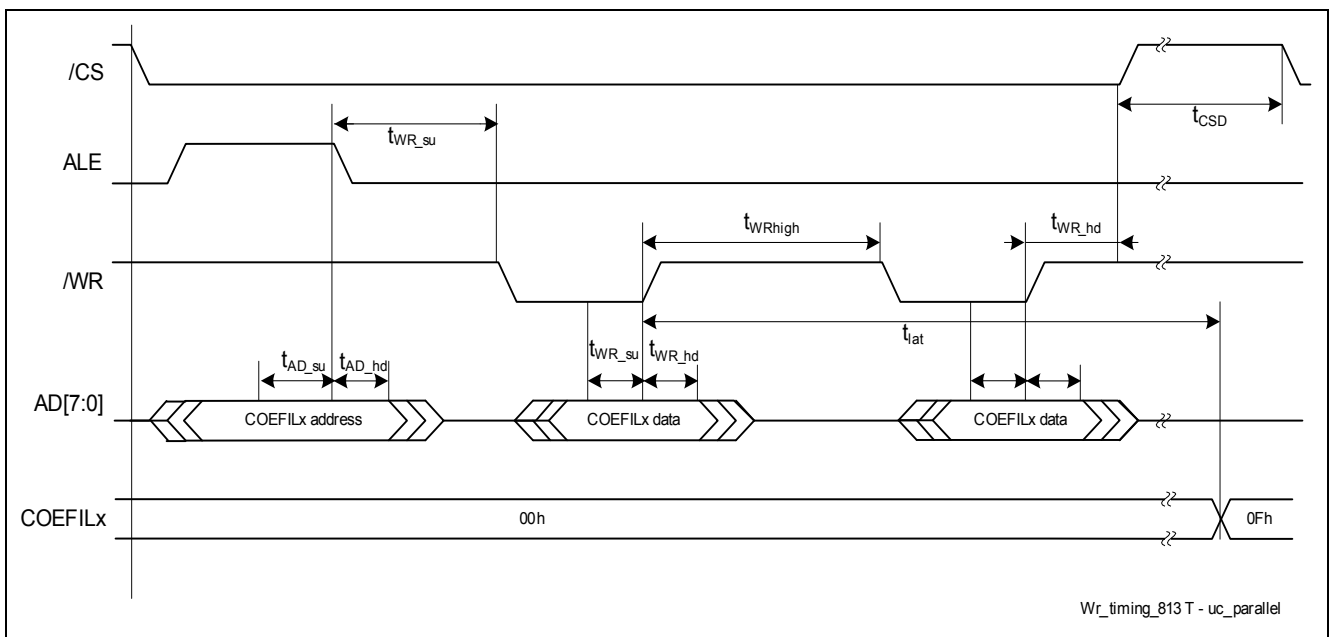 /CS
tCSD
tWR_su
ALE
tWRhigh
tWR_hd
/WR
tlat
tAD_su tAD_hd
tWR_su tWR_hd
AD[7:0]
COEFILx address
COEFILx data
COEFILx data
COEFILx
00h
0Fh
Wr_timing_813 T - uc_parallel